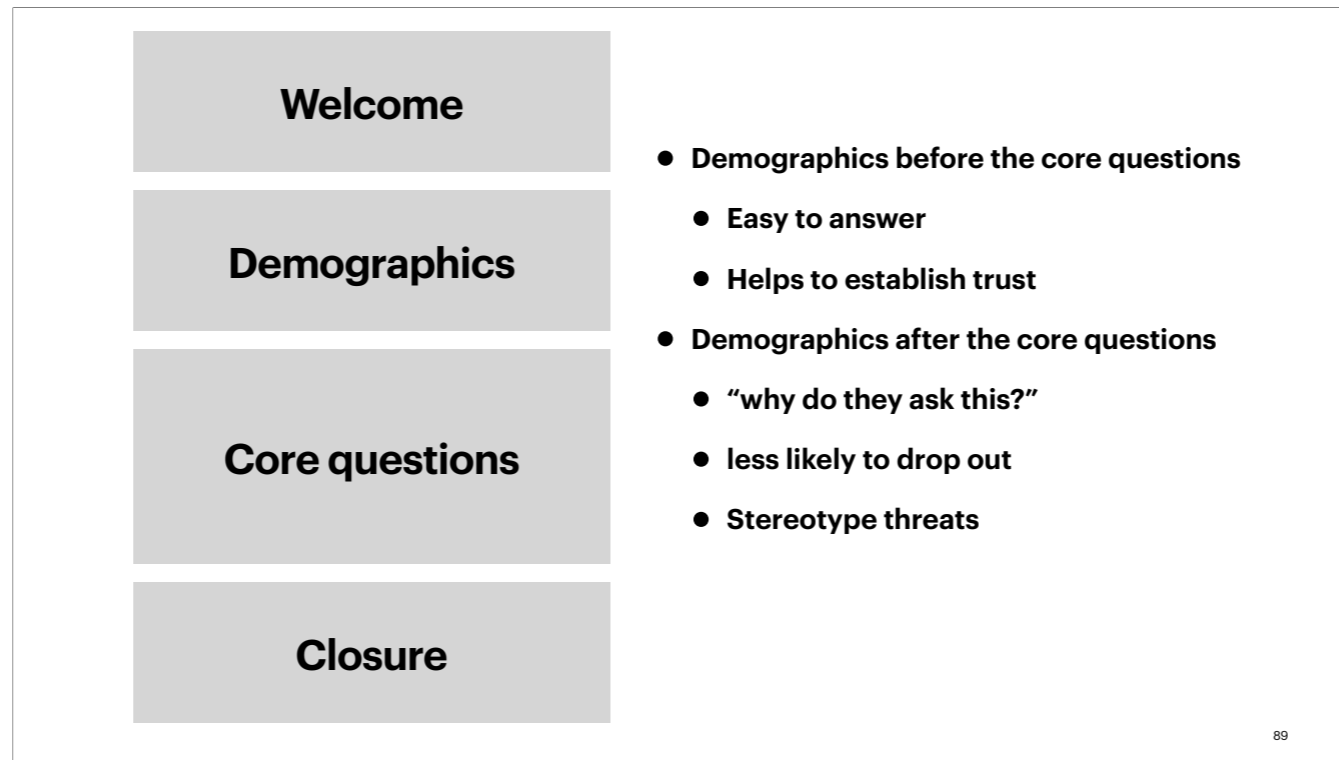 Welcome
Demographics
Core questions
Closure
● Demographics before the core questions
● Easy to answer
● Helps to establish trust
● Demographics after the core questions
● “why do they ask this?”
● less likely to drop out
● Stereotype threats
89